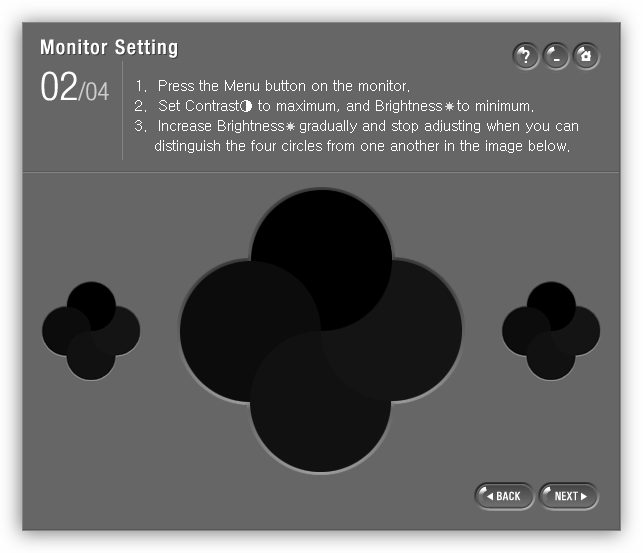 Monitor Setting
02/04
1. Press the Menu button on the monitor.
2. Set Contrast to maximum, and Brightness to minimum.
3. Increase Brightness gradually and stop adjusting when you can
distinguish the four circles from one another in the image below.
?
BACK
NEXT